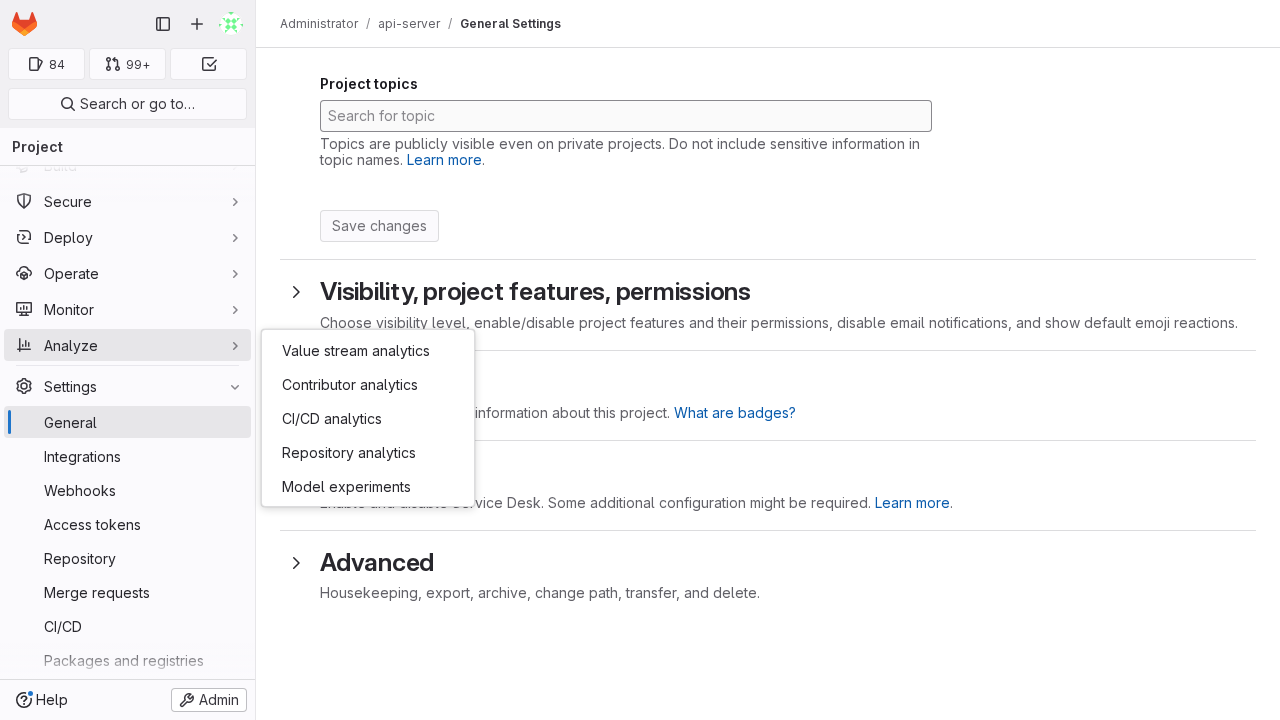 Administrator / api-server / General Settings
84
99+
Search or go to…
Project
Build
Secure
Deploy
Operate
Monitor
Analyze
Settings
General
Integrations
Webhooks
Access tokens
Repository
Merge requests
CI/CD
Packages and registries
Help
Admin
Project topics
Search for topic
Topics are publicly visible even on private projects. Do not include sensitive information in
topic names. Learn more.
Save changes
Visibility, project features, permissions
Choose visibility level, enable/disable project features and their permissions, disable email notifications, and show default emoji reactions.
Value stream analytics
Contributor analytics
CI/CD analytics
Repository analytics
Model experiments
information about this project. What are badges?
Enable and disable Service Desk. Some additional configuration might be required. Learn more.
Advanced
Housekeeping, export, archive, change path, transfer, and delete.